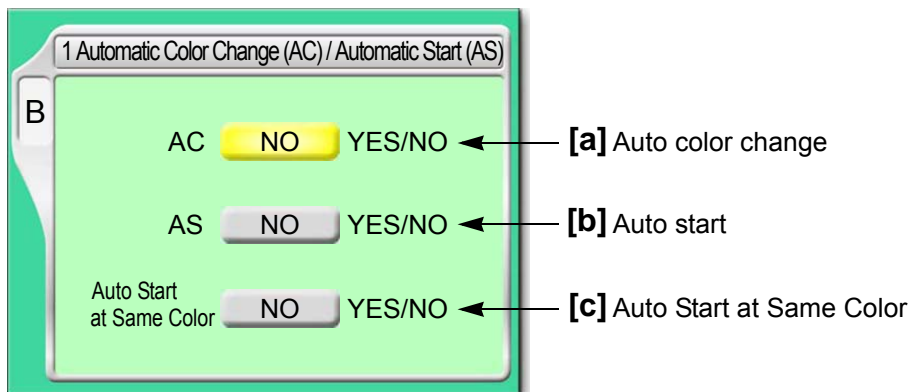 1 Automatic Color Change (AC) / Automatic Start (AS)
B
AC NO YES/NO [a] Auto color change
AS NO YES/NO [b] Auto start
Auto Start
at Same Color NO YES/NO [c] Auto Start at Same Color